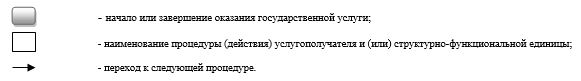 – начало или завершение оказания государственной услуги;
- наименование процедуры (действия) услугополучателя и (или) структурно-функциональной единицы;
- переход к следующей процедуре.